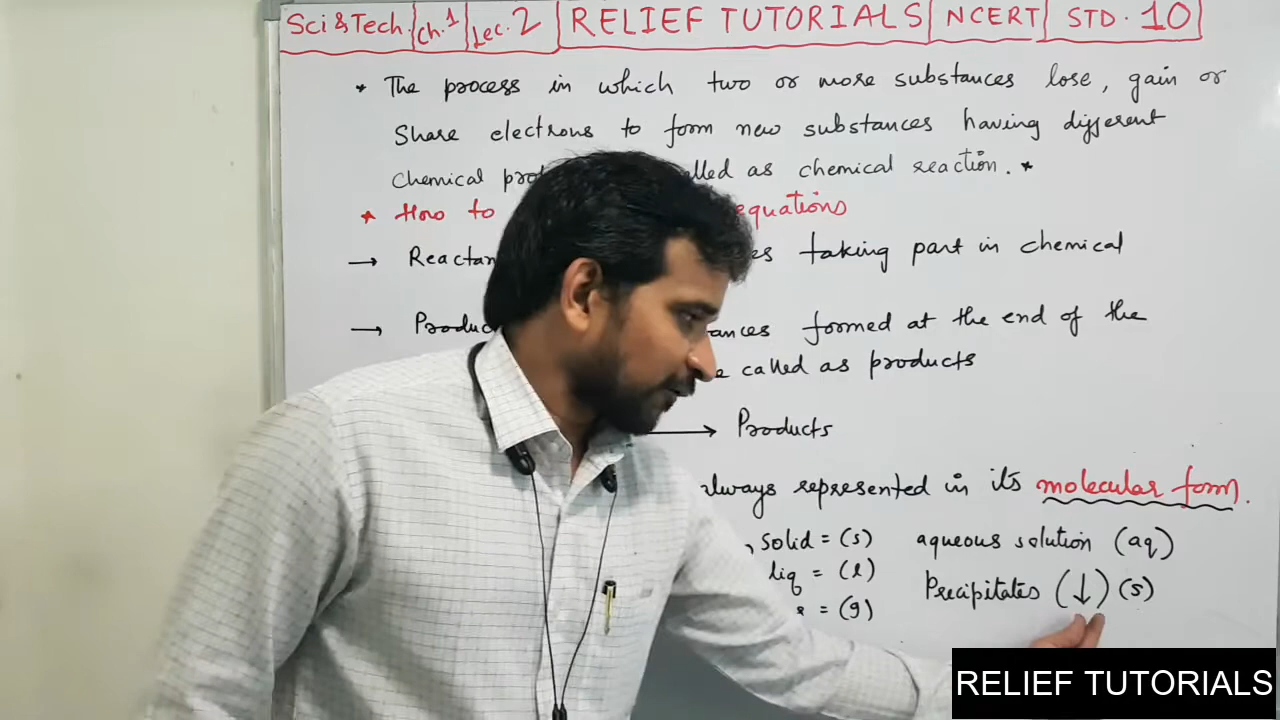 Sci & Tech. Ch. 1 Lec. 2 RELIEF TUTORIALS NCERT STD. 10
* The process in which two or more substances lose, gain or
Share electrons to form new substances having different
chemical called as chemical reaction. *
* How to equations
→ taking part in chemical
→ formed at the end of the
called as products
→ Products
always represented in its molecular form.
solid = (s) aqueous solution (aq)
liq = (l) Precipitates (↓) (s)
= (g)
RELIEF TUTORIALS